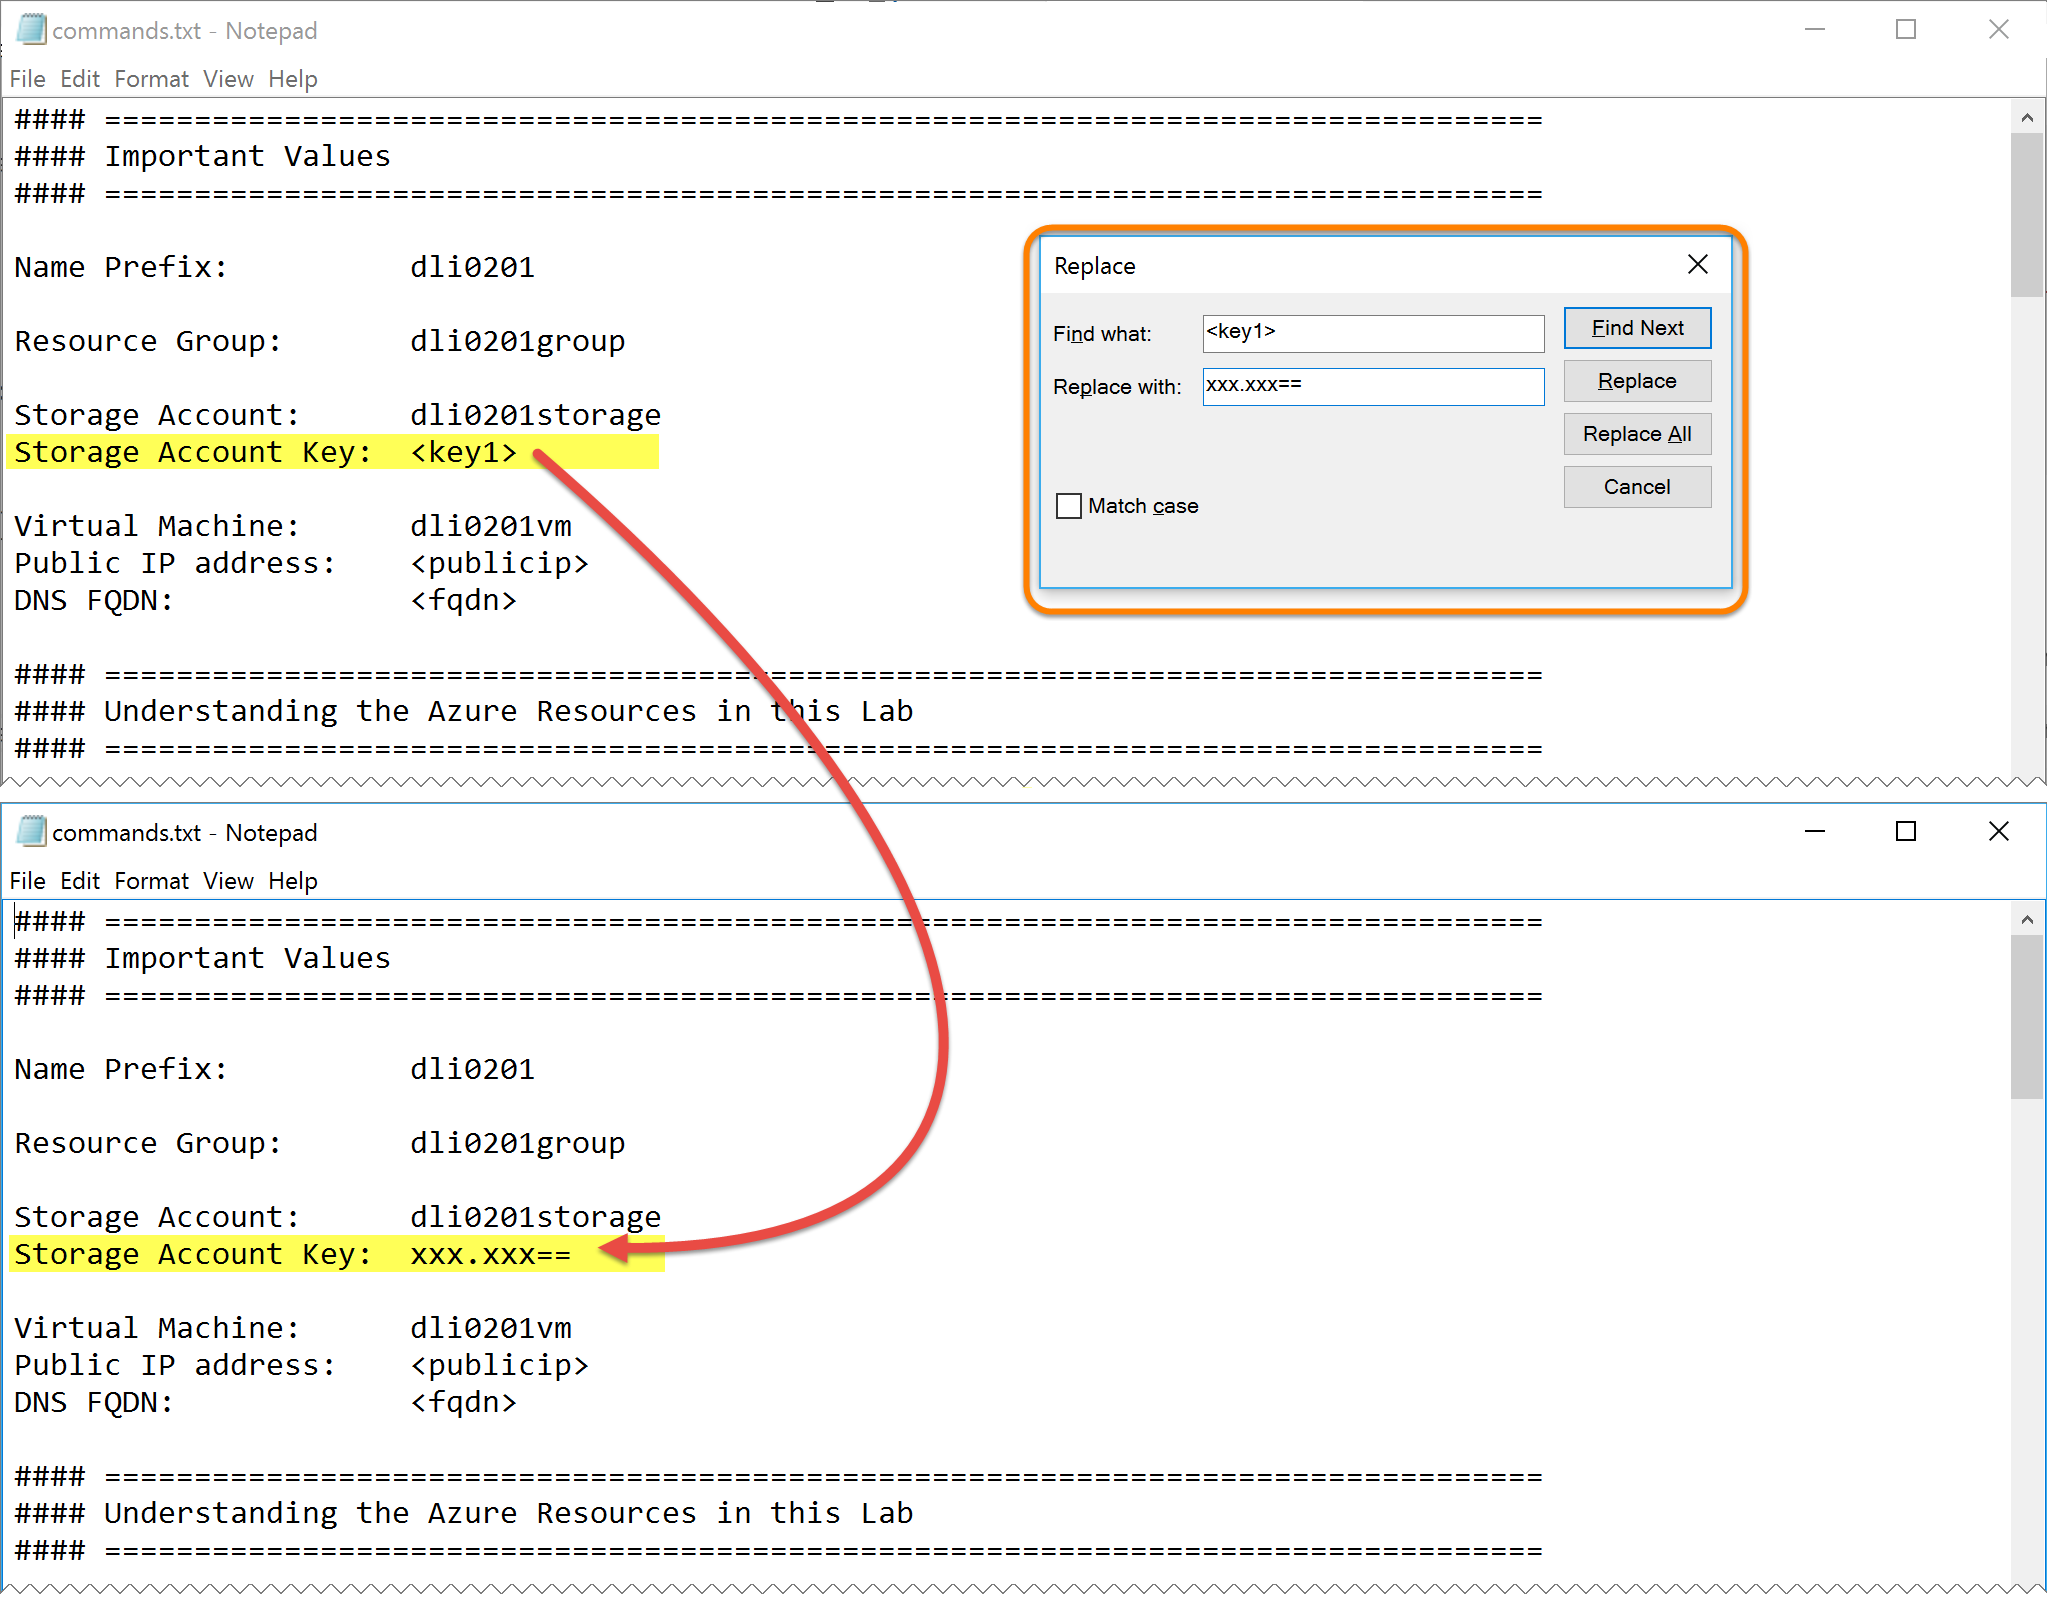 commands.txt - Notepad
File Edit Format View Help
#### ================================================================================
#### Important Values
#### ================================================================================
Name Prefix: dli0201
Resource Group: dli0201group
Storage Account: dli0201storage
Storage Account Key: <key1>
Virtual Machine: dli0201vm
Public IP address: <publicip>
DNS FQDN: <fqdn>
#### ================================================================================
#### Understanding the Azure Resources in this Lab
#### ================================================================================
Replace
Find what: <key1>
Find Next
Replace with: xxx.xxx==
Replace
Replace All
Cancel
Match case
commands.txt - Notepad
File Edit Format View Help
#### ================================================================================
#### Important Values
#### ================================================================================
Name Prefix: dli0201
Resource Group: dli0201group
Storage Account: dli0201storage
Storage Account Key: xxx.xxx==
Virtual Machine: dli0201vm
Public IP address: <publicip>
DNS FQDN: <fqdn>
#### ================================================================================
#### Understanding the Azure Resources in this Lab
#### ================================================================================